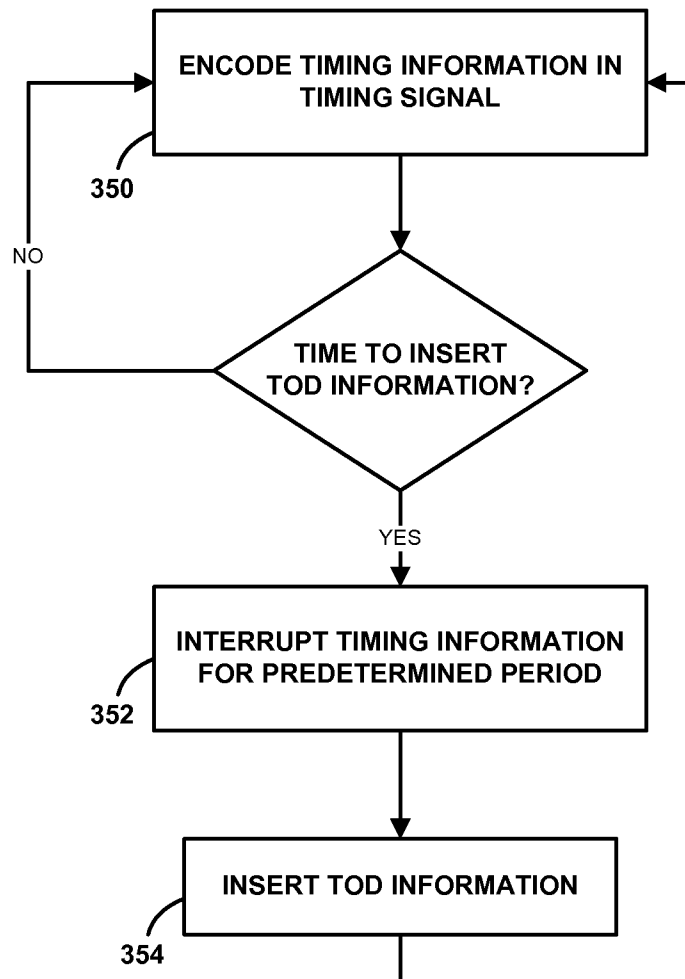 ENCODE TIMING INFORMATION IN
TIMING SIGNAL
350
NO
TIME TO INSERT
TOD INFORMATION?
YES
INTERRUPT TIMING INFORMATION
FOR PREDETERMINED PERIOD
352
INSERT TOD INFORMATION
354